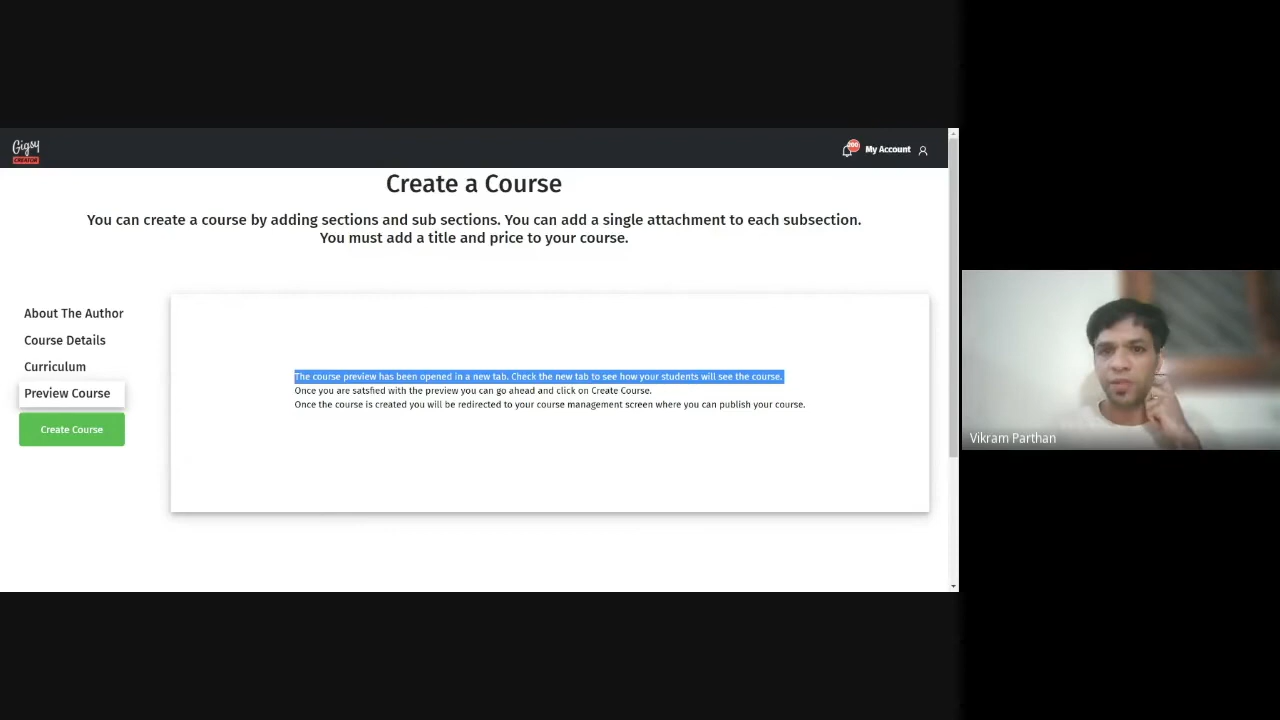 Gigsy
CREATOR
200
My Account
Create a Course
You can create a course by adding sections and sub sections. You can add a single attachment to each subsection.
You must add a title and price to your course.
About The Author
Course Details
Curriculum
Preview Course
Create Course
The course preview has been opened in a new tab. Check the new tab to see how your students will see the course.
Once you are satsfied with the preview you can go ahead and click on Create Course.
Once the course is created you will be redirected to your course management screen where you can publish your course.
Vikram Parthan